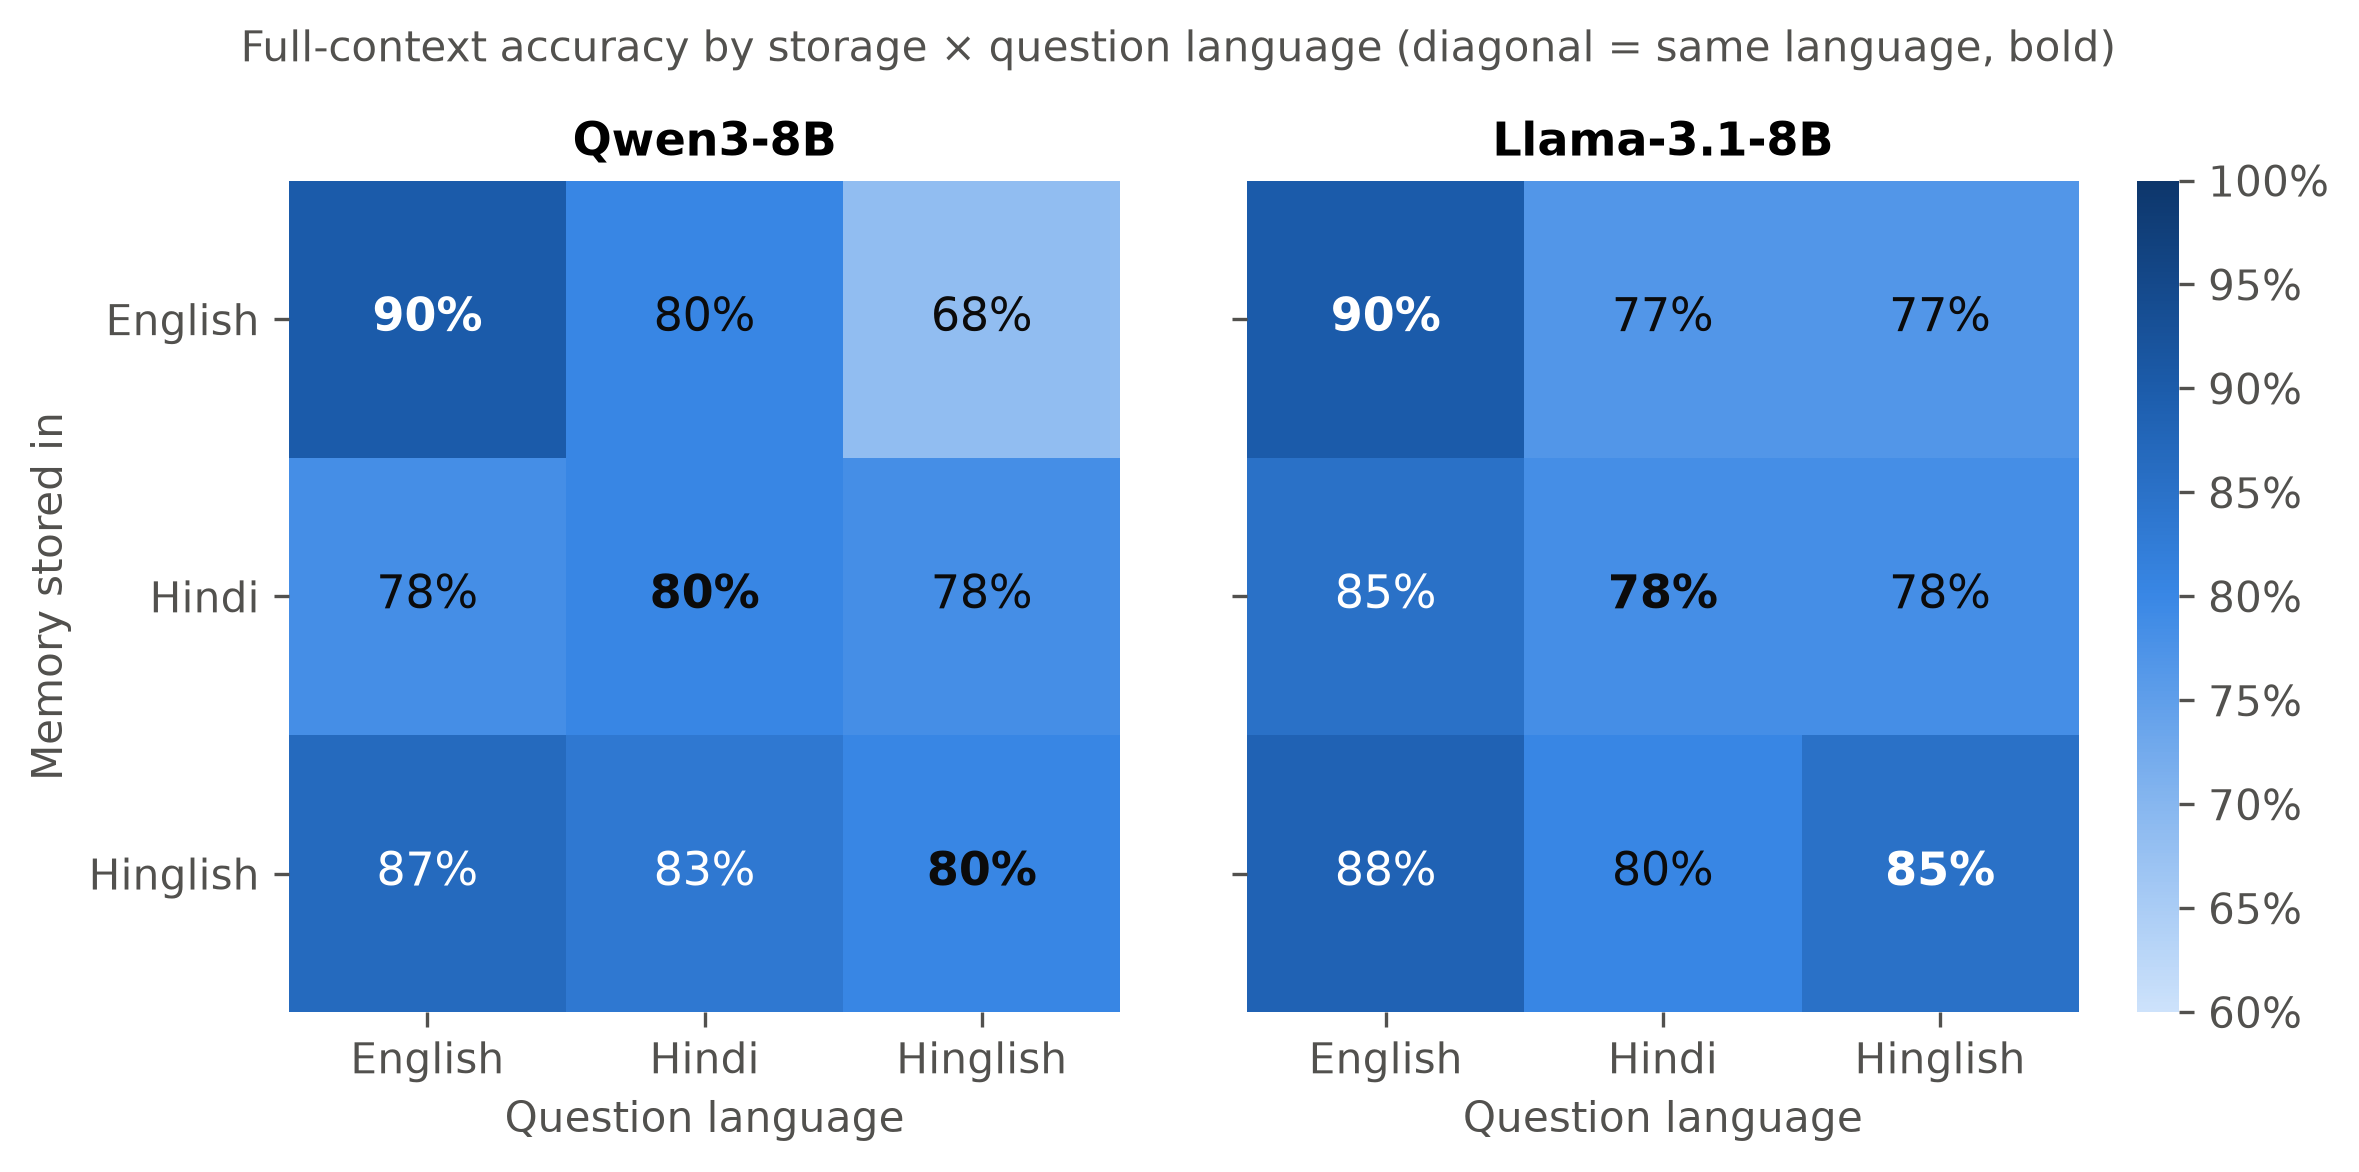 Full-context accuracy by storage × question language (diagonal = same language, bold)
Qwen3-8B
Llama-3.1-8B
Memory stored in
English
90%
80%
68%
90%
77%
77%
Hindi
78%
80%
78%
85%
78%
78%
Hinglish
87%
83%
80%
88%
80%
85%
English
Hindi
Hinglish
English
Hindi
Hinglish
Question language
Question language
100%
95%
90%
85%
80%
75%
70%
65%
60%